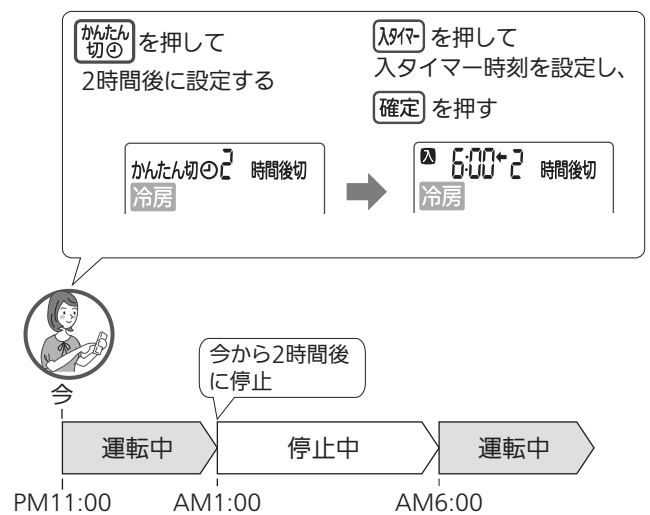 かんたん
切 を押して
2時間後に設定する
入タイマー を押して
入タイマー時刻を設定し、
確定 を押す
かんたん切 2 時間後切
冷房
入 6:00←2 時間後切
冷房
今から2時間後
に停止
今
運転中
停止中
運転中
PM11:00
AM1:00
AM6:00